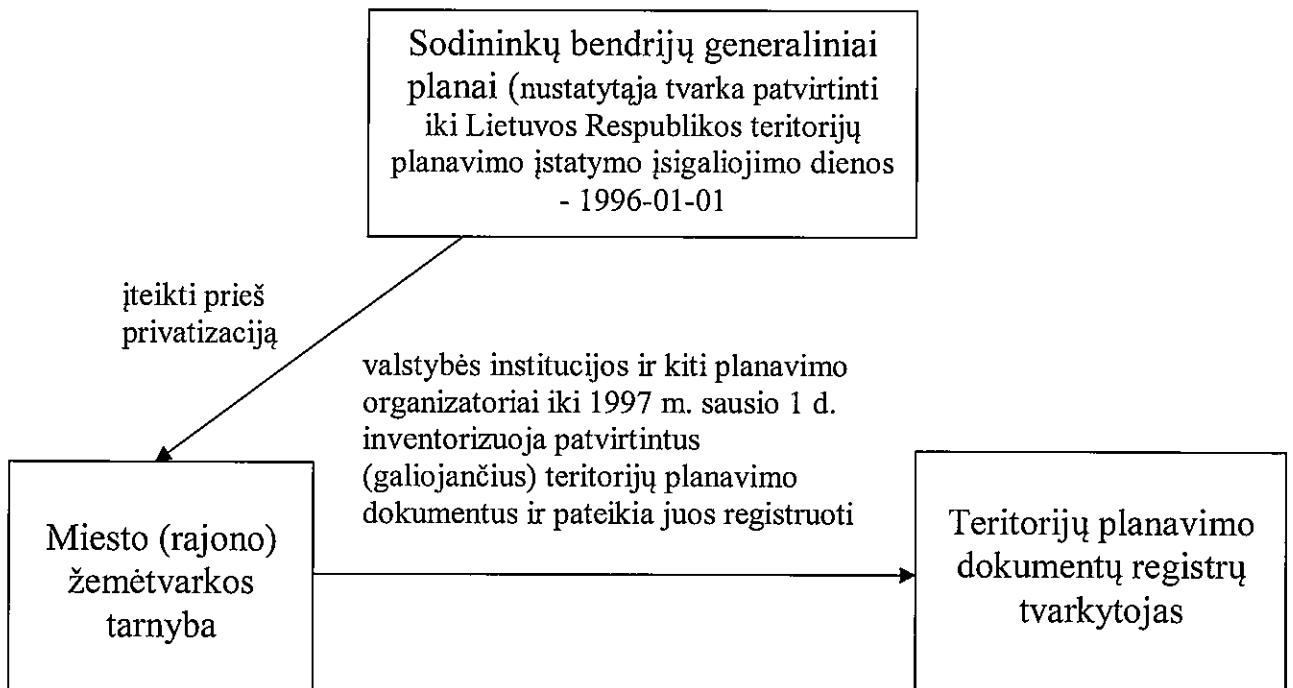 Sodininkų bendrijų generaliniai
planai (nustatytąja tvarka patvirtinti
iki Lietuvos Respublikos teritorijų
planavimo įstatymo įsigaliojimo dienos
- 1996-01-01
įteikti prieš
privatizaciją
valstybės institucijos ir kiti planavimo
organizatoriai iki 1997 m. sausio 1 d.
inventorizuoja patvirtintus
(galiojančius) teritorijų planavimo
dokumentus ir pateikia juos registruoti
Miesto (rajono)
žemėtvarkos
tarnyba
Teritorijų planavimo
dokumentų registrų
tvarkytojas